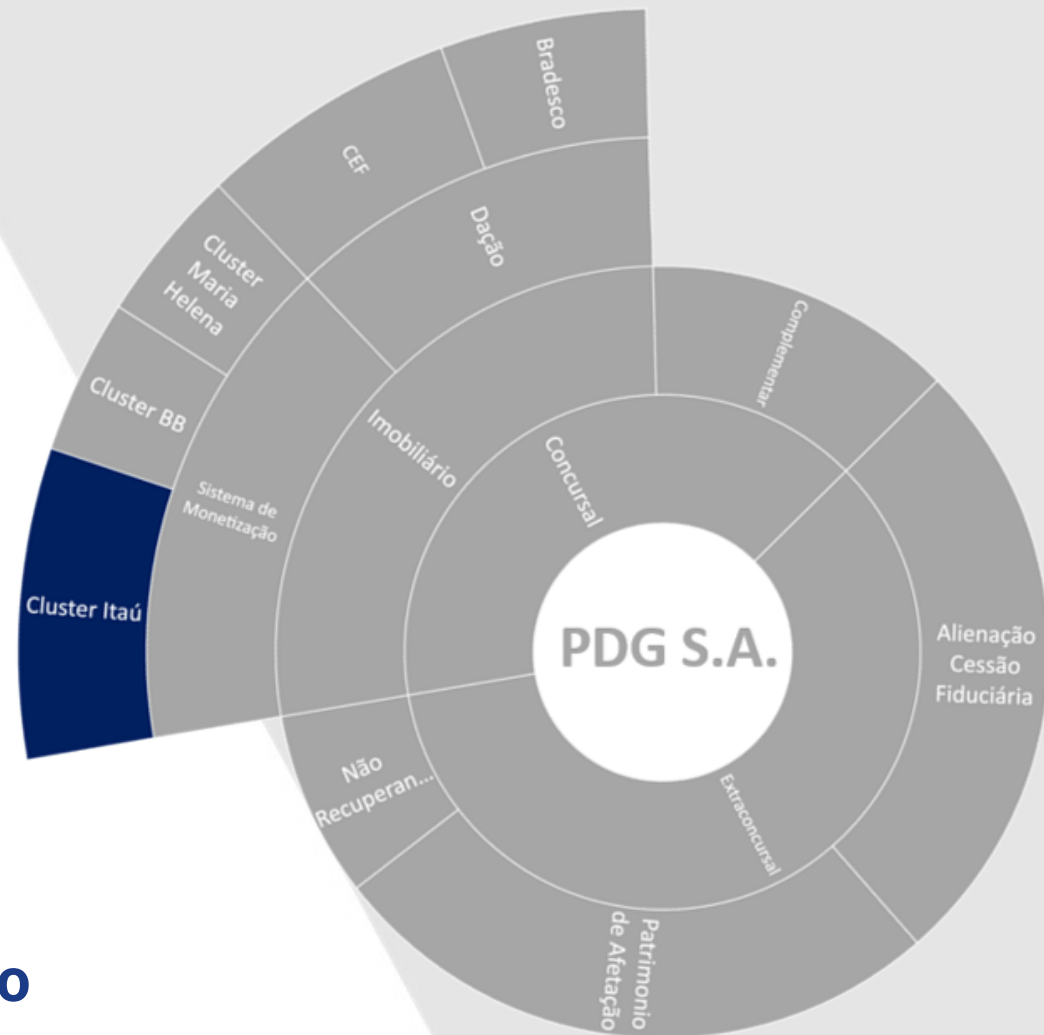 Bradesco
CEF
Dação
Cluster
Maria
Helena
Cluster BB
Cluster Itaú
Sistema de
Monetização
Imobiliário
Concursal
Complementar
PDG S.A.
Alienação
Cessão
Fiduciária
Não
Recuperan...
Extraconcursal
Patrimonio
de Afetação
o